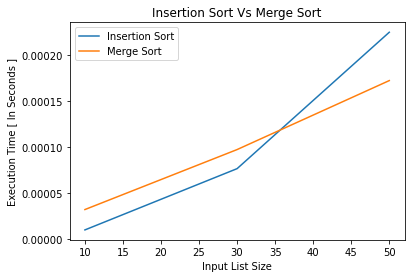 Insertion Sort Vs Merge Sort
Insertion Sort
Merge Sort
Execution Time [ In Seconds ]
0.00020
0.00015
0.00010
0.00005
0.00000
10 15 20 25 30 35 40 45 50
Input List Size